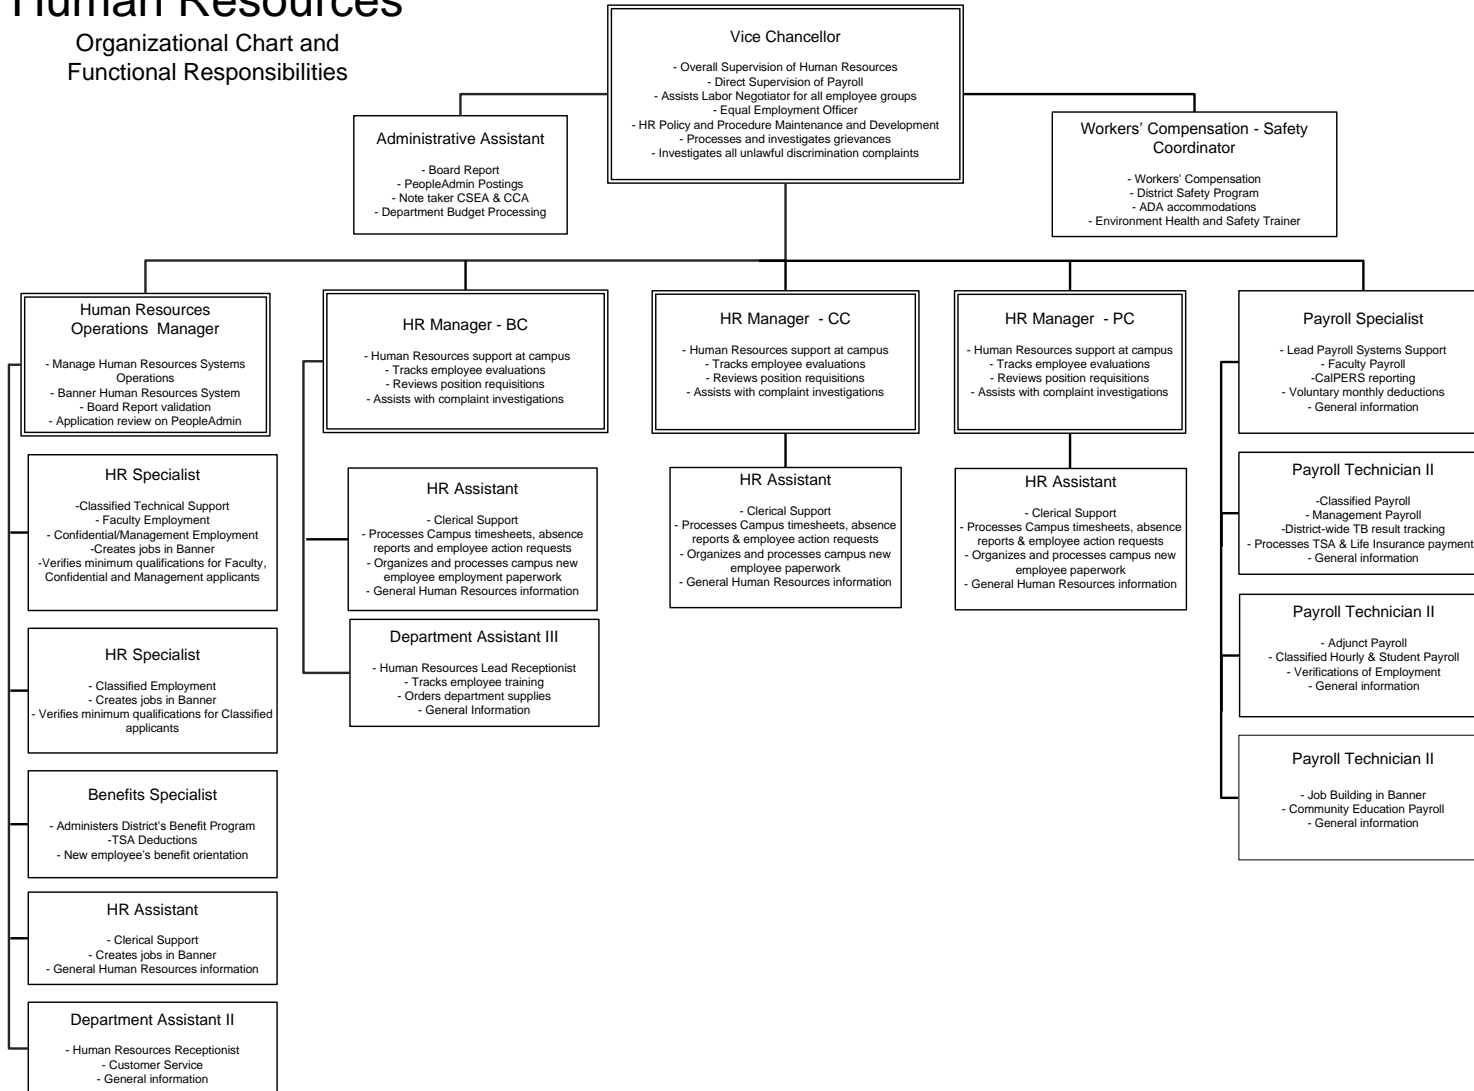 Human Resources
Organizational Chart and
Functional Responsibilities
Vice Chancellor
- Overall Supervision of Human Resources
- Direct Supervision of Payroll
- Assists Labor Negotiator for all employee groups
- Equal Employment Officer
- HR Policy and Procedure Maintenance and Development
- Processes and investigates grievances
- Investigates all unlawful discrimination complaints
Administrative Assistant
- Board Report
- PeopleAdmin Postings
- Note taker CSEA & CCA
- Department Budget Processing
Workers' Compensation - Safety
Coordinator
- Workers' Compensation
- District Safety Program
- ADA accommodations
- Environment Health and Safety Trainer
Human Resources
Operations Manager
- Manage Human Resources Systems
Operations
- Banner Human Resources System
- Board Report validation
- Application review on PeopleAdmin
HR Manager - BC
- Human Resources support at campus
- Tracks employee evaluations
- Reviews position requisitions
- Assists with complaint investigations
HR Manager - CC
- Human Resources support at campus
- Tracks employee evaluations
- Reviews position requisitions
- Assists with complaint investigations
HR Manager - PC
- Human Resources support at campus
- Tracks employee evaluations
- Reviews position requisitions
- Assists with complaint investigations
Payroll Specialist
- Lead Payroll Systems Support
- Faculty Payroll
-CalPERS reporting
- Voluntary monthly deductions
- General information
HR Specialist
-Classified Technical Support
- Faculty Employment
- Confidential/Management Employment
-Creates jobs in Banner
-Verifies minimum qualifications for Faculty,
Confidential and Management applicants
HR Assistant
- Clerical Support
- Processes Campus timesheets, absence
reports and employee action requests
- Organizes and processes campus new
employee employment paperwork
- General Human Resources information
HR Assistant
- Clerical Support
- Processes Campus timesheets, absence
reports & employee action requests
- Organizes and processes campus new
employee paperwork
- General Human Resources information
HR Assistant
- Clerical Support
- Processes Campus timesheets, absence
reports & employee action requests
- Organizes and processes campus new
employee paperwork
- General Human Resources information
Payroll Technician II
-Classified Payroll
- Management Payroll
-District-wide TB result tracking
- Processes TSA & Life Insurance payment
- General information
HR Specialist
- Classified Employment
- Creates jobs in Banner
- Verifies minimum qualifications for Classified
applicants
Department Assistant III
- Human Resources Lead Receptionist
- Tracks employee training
- Orders department supplies
- General Information
Payroll Technician II
- Adjunct Payroll
- Classified Hourly & Student Payroll
- Verifications of Employment
- General information
Benefits Specialist
- Administers District's Benefit Program
-TSA Deductions
- New employee's benefit orientation
Payroll Technician II
- Job Building in Banner
- Community Education Payroll
- General information
HR Assistant
- Clerical Support
- Creates jobs in Banner
- General Human Resources information
Department Assistant II
- Human Resources Receptionist
- Customer Service
- General information